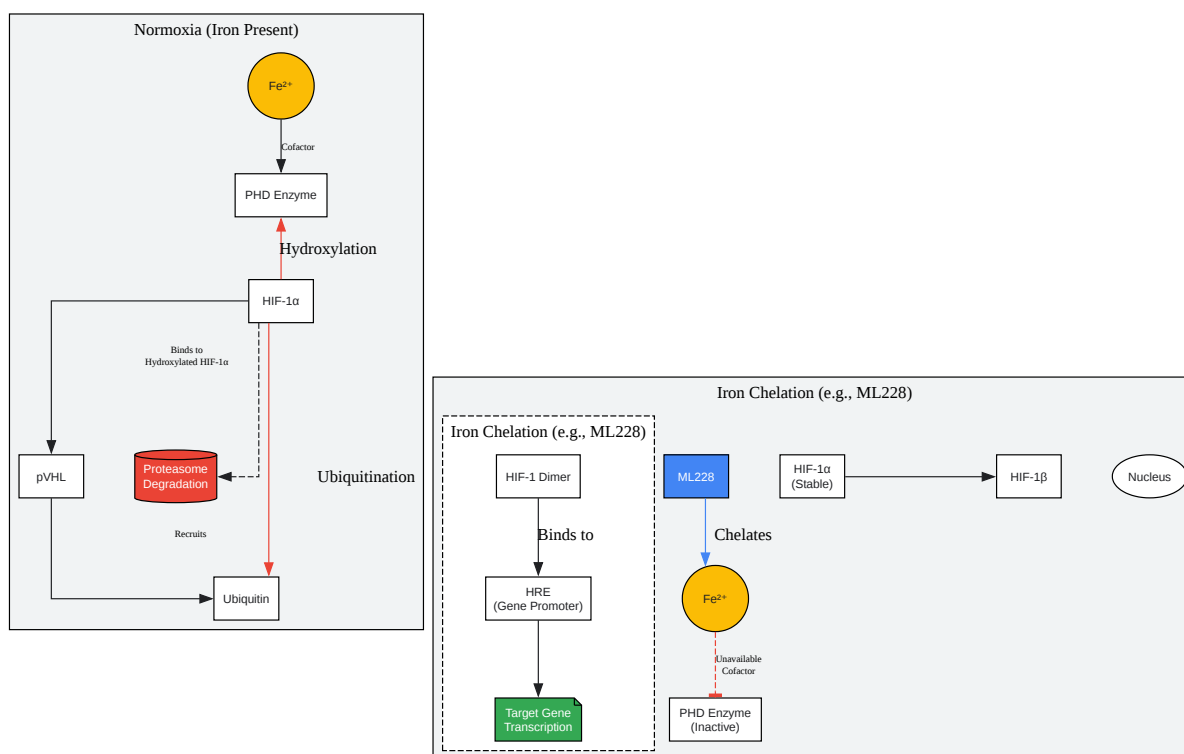 Normoxia (Iron Present)
Fe²⁺
Cofactor
PHD Enzyme
Hydroxylation
HIF-1α
Binds to
Hydroxylated HIF-1α
pVHL
Proteasome
Degradation
Ubiquitination
Recruits
Ubiquitin
Iron Chelation (e.g., ML228)
Iron Chelation (e.g., ML228)
HIF-1 Dimer
Binds to
HRE
(Gene Promoter)
Target Gene
Transcription
ML228
Chelates
Fe²⁺
Unavailable
Cofactor
PHD Enzyme
(Inactive)
HIF-1α
(Stable)
HIF-1β
Nucleus